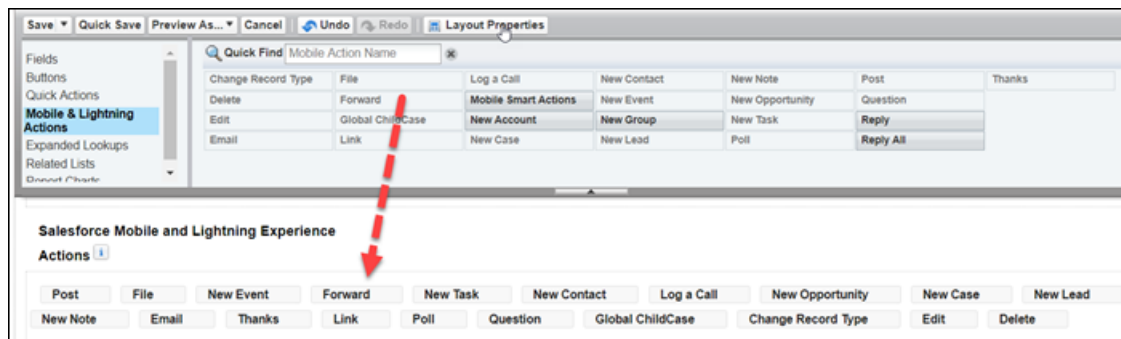 Save Quick Save Preview As... Cancel Undo Redo Layout Properties
Fields
Buttons
Quick Actions
Mobile & Lightning
Actions
Expanded Lookups
Related Lists
Report Charts
Quick Find Mobile Action Name
Change Record Type File Log a Call New Contact New Note Post Thanks
Delete Forward Mobile Smart Actions New Event New Opportunity Question
Edit Global ChildCase New Account New Group New Task Reply
Email Link New Case New Lead Poll Reply All
Salesforce Mobile and Lightning Experience
Actions i
Post File New Event Forward New Task New Contact Log a Call New Opportunity New Case New Lead
New Note Email Thanks Link Poll Question Global ChildCase Change Record Type Edit Delete